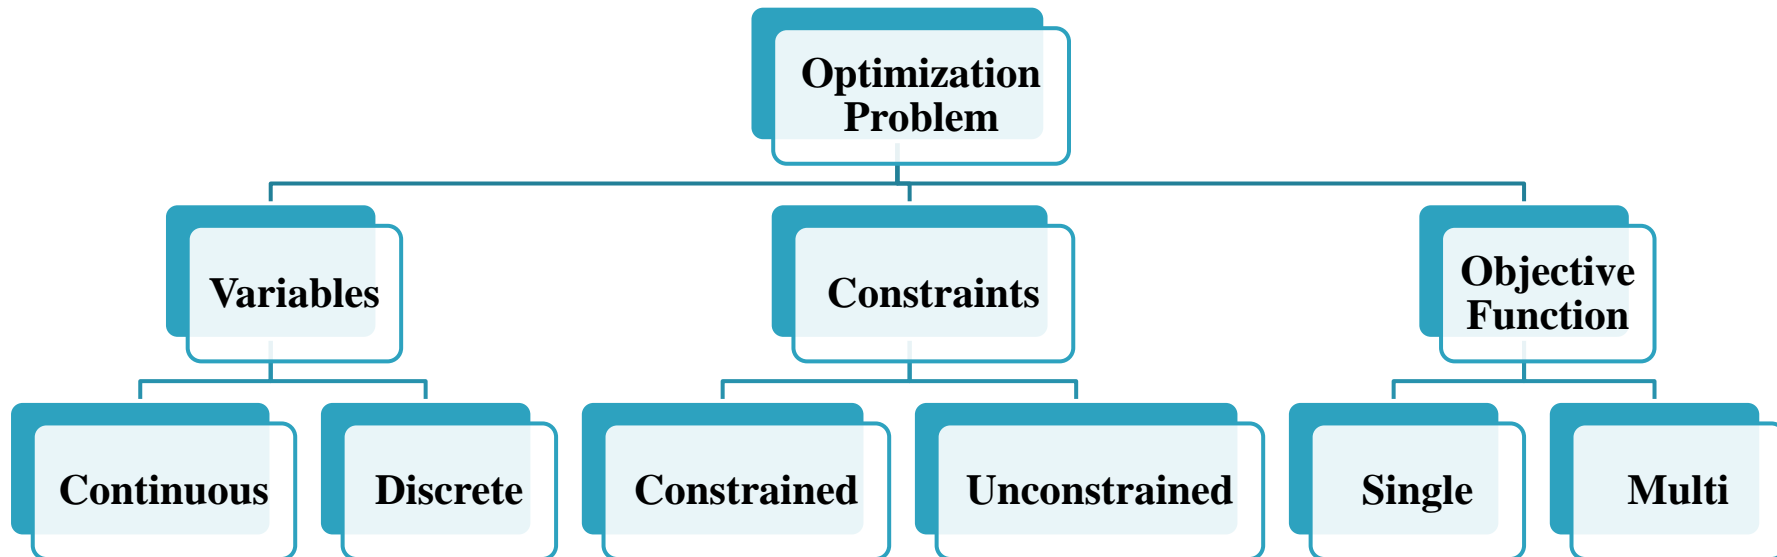 Optimization
Problem
Variables
Constraints
Objective
Function
Continuous
Discrete
Constrained
Unconstrained
Single
Multi